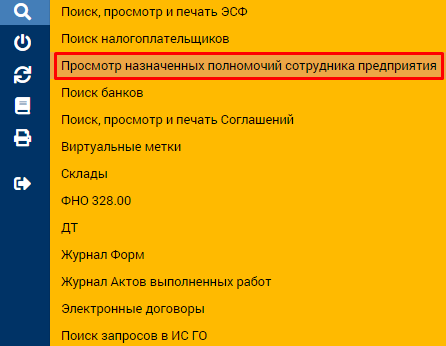 Поиск, просмотр и печать ЭСФ
Поиск налогоплательщиков
Просмотр назначенных полномочий сотрудника предприятия
Поиск банков
Поиск, просмотр и печать Соглашений
Виртуальные метки
Склады
ФНО 328.00
ДТ
Журнал Форм
Журнал Актов выполненных работ
Электронные договоры
Поиск запросов в ИС ГО